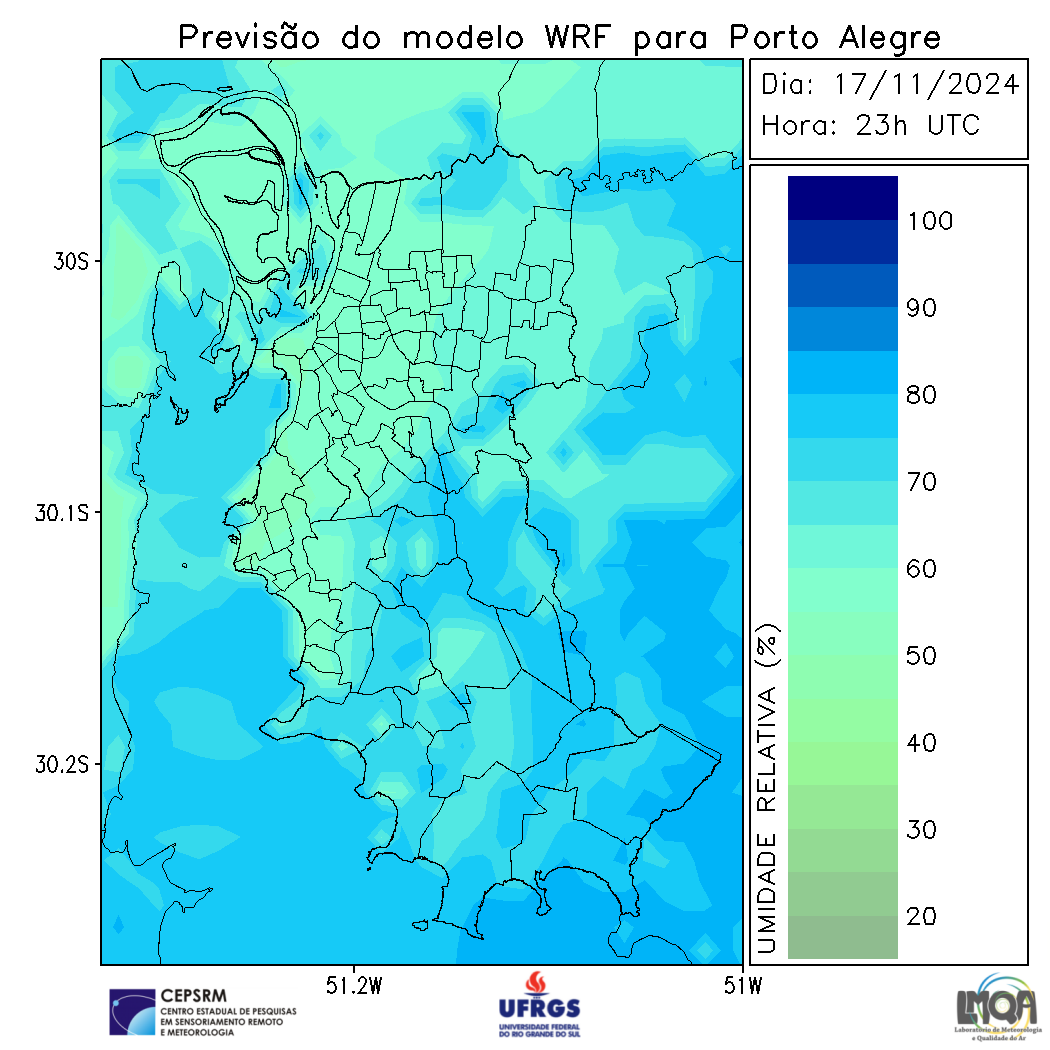 Previsão do modelo WRF para Porto Alegre
Dia: 17/11/2024
Hora: 23h UTC
30S
30.1S
30.2S
51.2W
51W
100
90
80
70
60
50
40
30
20
UMIDADE RELATIVA (%)
CEPSRM
CENTRO ESTADUAL DE PESQUISAS
EM SENSORIAMENTO REMOTO
E METEOROLOGIA
UFRGS
UNIVERSIDADE FEDERAL
DO RIO GRANDE DO SUL
LMQA
Laboratório de Meteorologia
e Qualidade do Ar